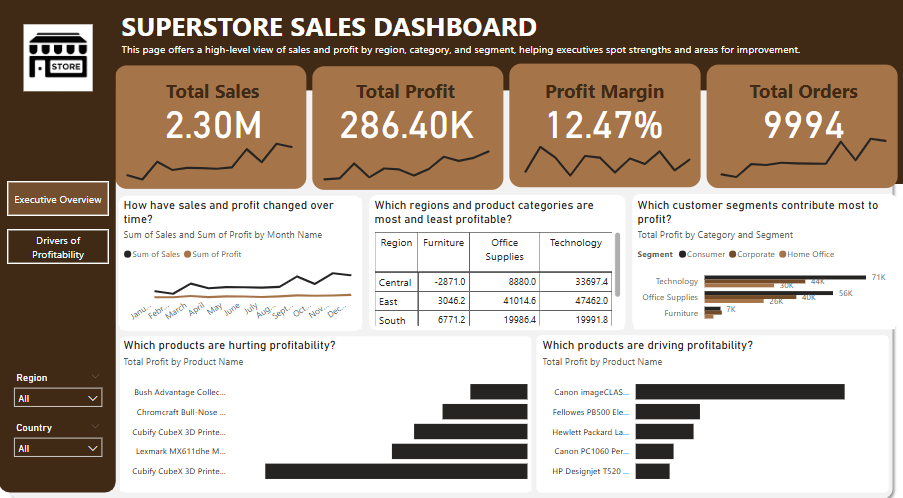 SUPERSTORE SALES DASHBOARD
This page offers a high-level view of sales and profit by region, category, and segment, helping executives spot strengths and areas for improvement.
STORE
Total Sales
2.30M
Total Profit
286.40K
Profit Margin
12.47%
Total Orders
9994
Executive Overview
Drivers of
Profitability
Region
All
Country
All
How have sales and profit changed over
time?
Sum of Sales and Sum of Profit by Month Name
Sum of Sales Sum of Profit
Janu... Febr... March April May June July Aug... Sept... Oct... Nov... Dec...
Which regions and product categories are
most and least profitable?
Region Furniture Office Supplies Technology
Central -2871.0 8880.0 33697.4
East 3046.2 41014.6 47462.0
South 6771.2 19986.4 19991.8
Which customer segments contribute most to
profit?
Total Profit by Category and Segment
Segment Consumer Corporate Home Office
Technology 71K 44K 30K
Office Supplies 56K 40K 26K
Furniture 7K
Which products are hurting profitability?
Total Profit by Product Name
Bush Advantage Collec...
Chromcraft Bull-Nose ...
Cubify CubeX 3D Printe...
Lexmark MX611dhe M...
Cubify CubeX 3D Printe...
Which products are driving profitability?
Total Profit by Product Name
Canon imageCLAS...
Fellowes PB500 Ele...
Hewlett Packard La...
Canon PC1060 Per...
HP Designjet T520 ...